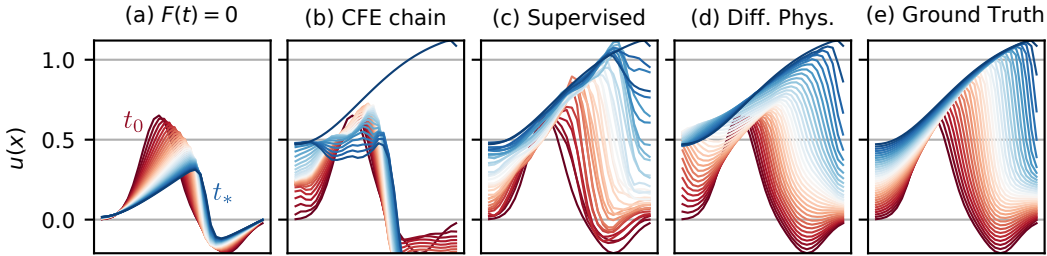 (a) F(t) = 0
(b) CFE chain
(c) Supervised
(d) Diff. Phys.
(e) Ground Truth
u(x)
1.0
0.5
0.0
t₀
t*